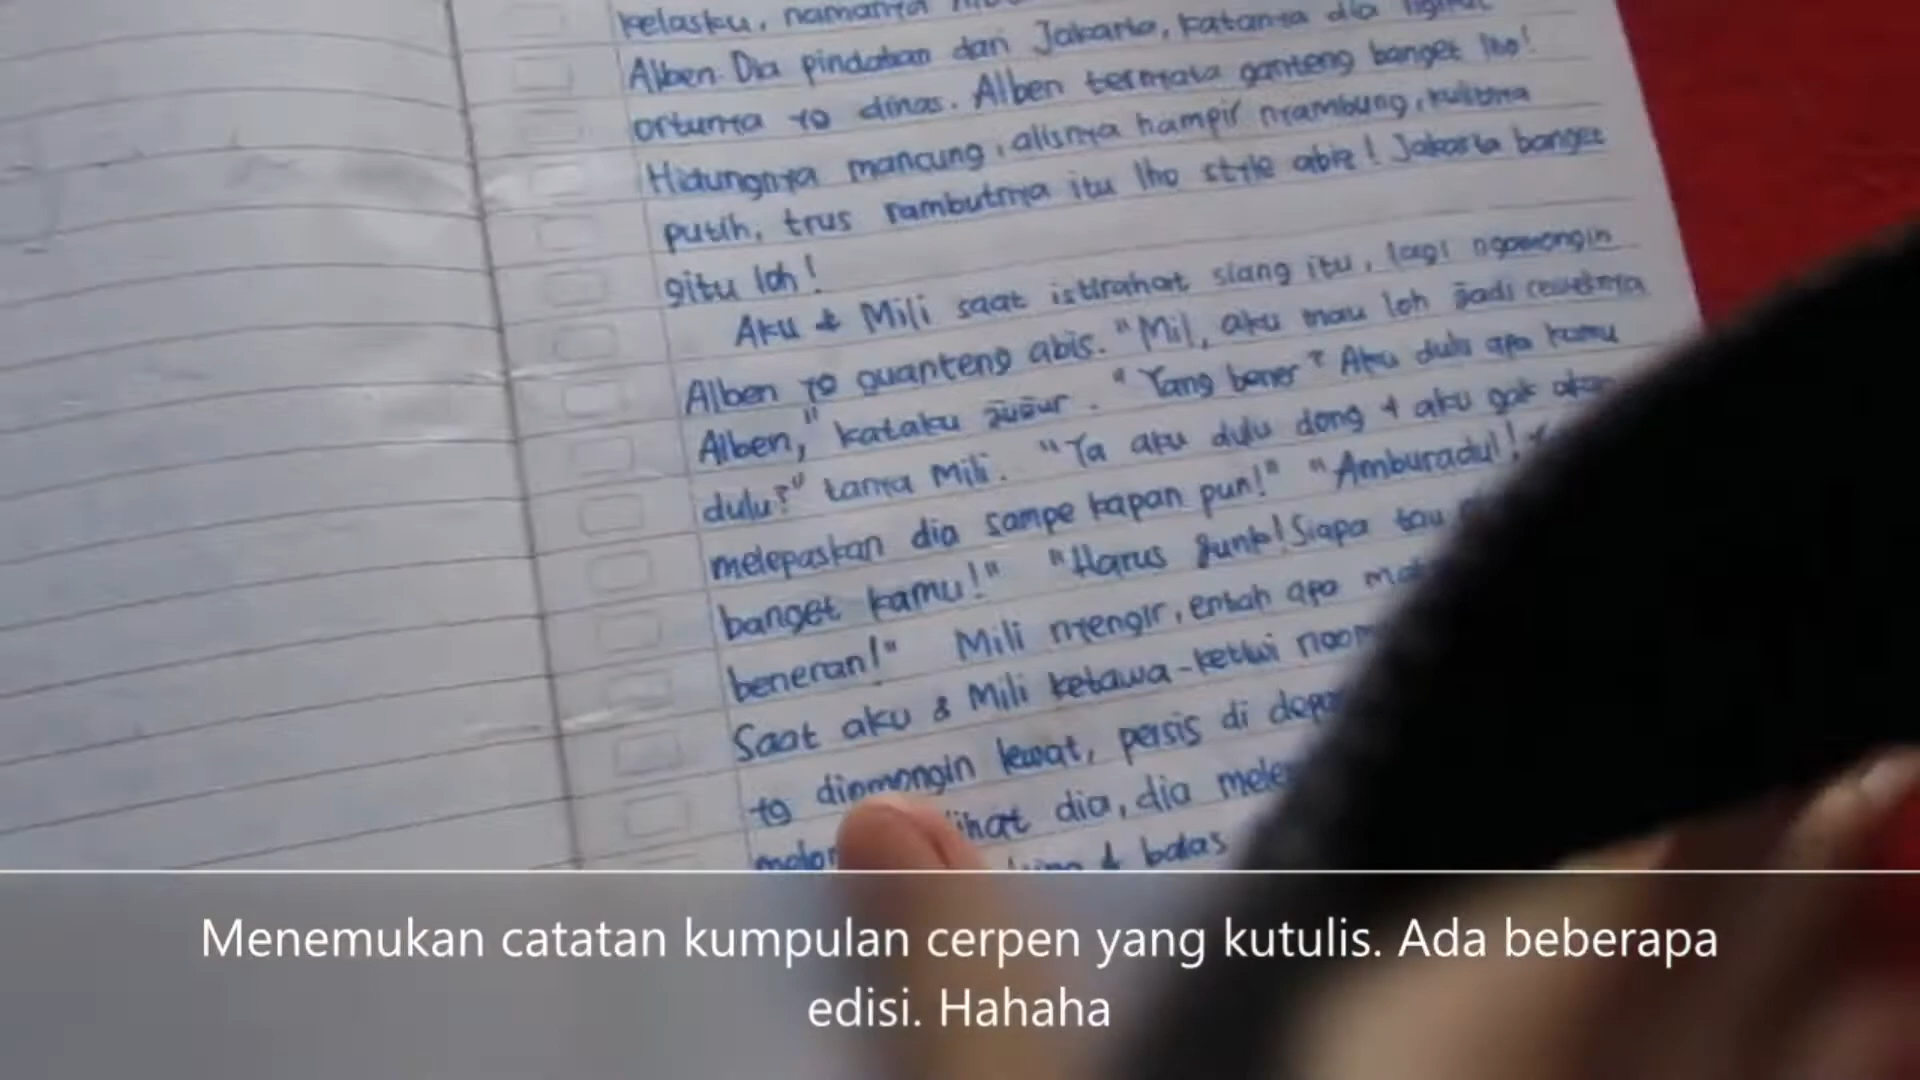 kelasku, namanya
Alben. Dia pindahan dari Jakarta, katanya dia
ortunya yg dinas. Alben ternyata ganteng banget lho!
Hidungnya mancung, alisnya hampir nyambung, kulitnya
putih, trus rambutnya itu lho style abiz! Jakarta banget
gitu loh!
Aku & Mili saat istirahat siang itu, lagi ngomongin
Alben yg guanteng abis. "Mil, aku mau loh jadi ceweknya
Alben," kataku jujur. "Yang bener? Aku dulu apa kamu
dulu?" tanya Mili. "Ya aku dulu dong & aku gak akan
melepaskan dia sampe kapan pun!" "Amburadul!
banget kamu!" "Harus gunk! Siapa tau
beneran!" Mili nyengir, entah apa
Saat aku & Mili ketawa-ketiwi
yg diomongin lewat, persis di
dia, dia
& batas
Menemukan catatan kumpulan cerpen yang kutulis. Ada beberapa
edisi. Hahaha